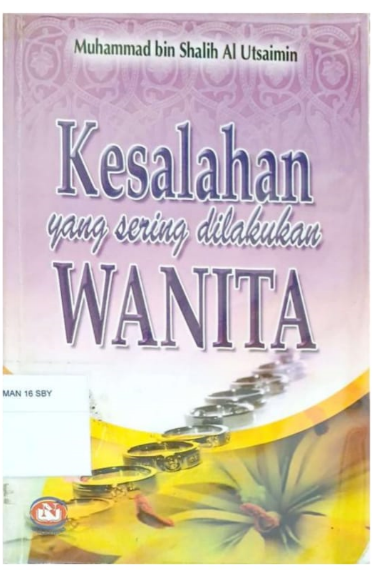 Muhammad bin Shalih Al Utsaimin
Kesalahan
yang sering dilakukan
WANITA
MAN 16 SBY